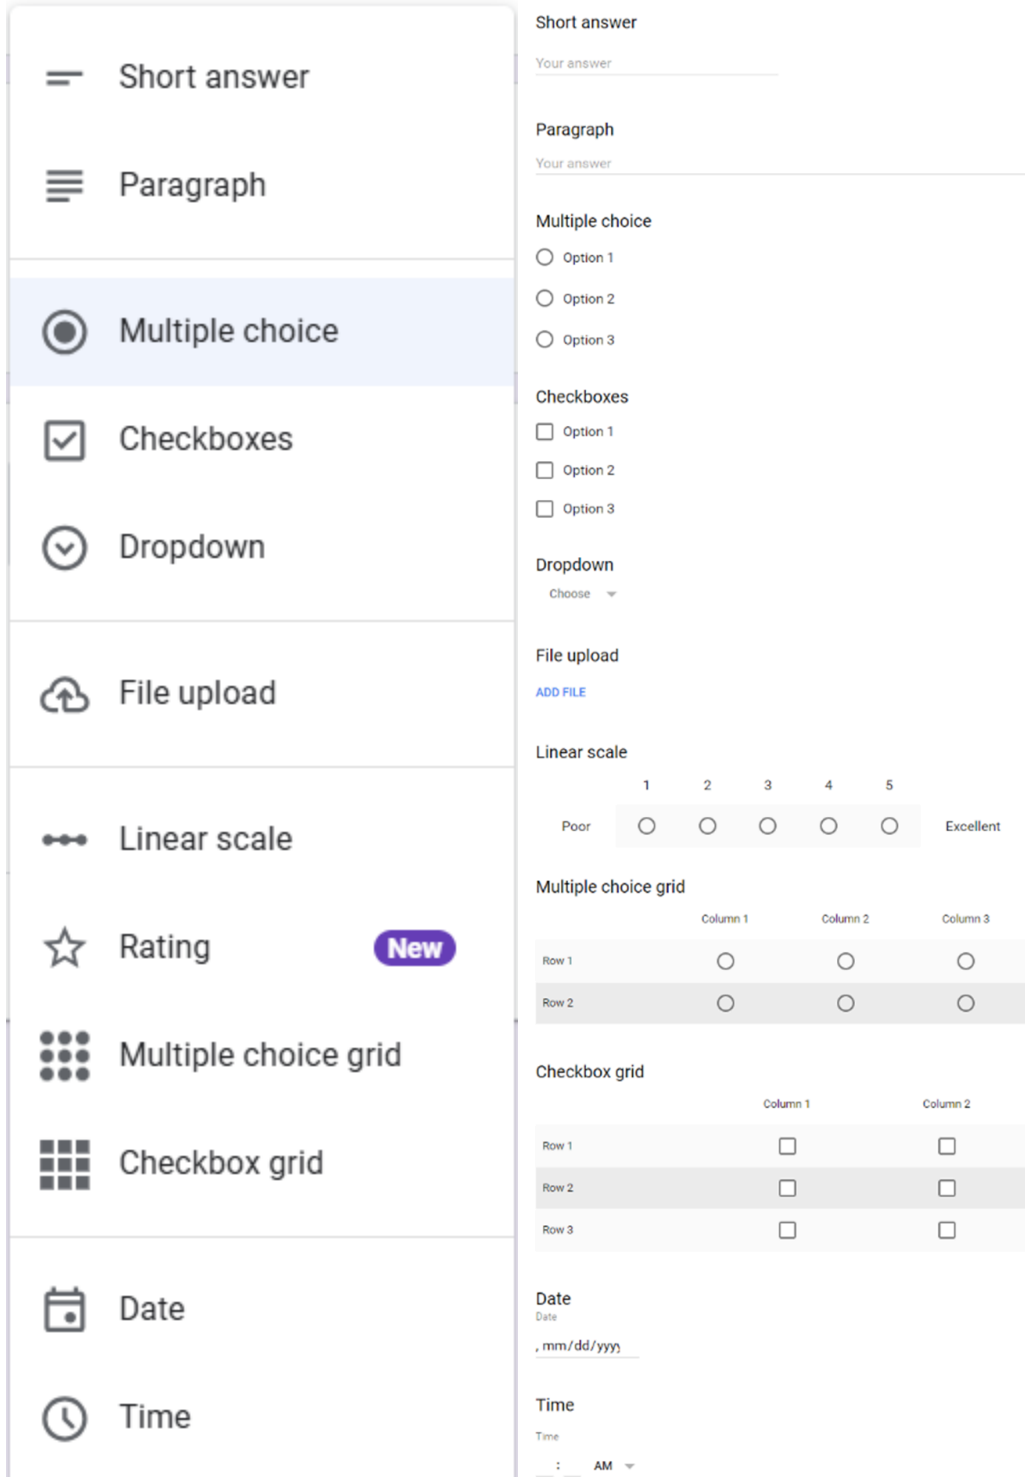 Short answer
Paragraph
Multiple choice
Checkboxes
Dropdown
File upload
Linear scale
Rating New
Multiple choice grid
Checkbox grid
Date
Time
Short answer
Your answer
Paragraph
Your answer
Multiple choice
Option 1
Option 2
Option 3
Checkboxes
Option 1
Option 2
Option 3
Dropdown
Choose
File upload
ADD FILE
Linear scale
1 2 3 4 5
Poor Excellent
Multiple choice grid
Column 1 Column 2 Column 3
Row 1
Row 2
Checkbox grid
Column 1 Column 2
Row 1
Row 2
Row 3
Date
Date
, mm/dd/yyyy
Time
Time
: AM